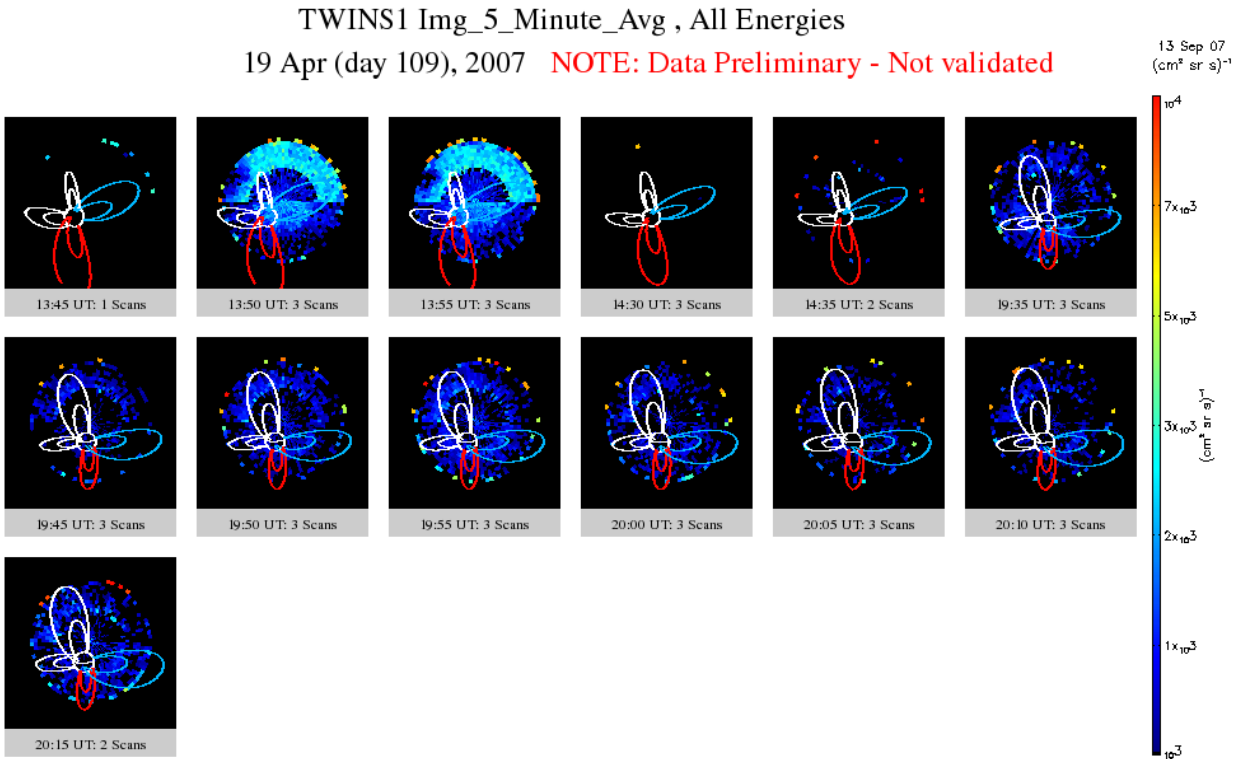 TWINS1 Img_5_Minute_Avg , All Energies
19 Apr (day 109), 2007 NOTE: Data Preliminary - Not validated
13 Sep 07
(cm² sr s)⁻¹
13:45 UT: 1 Scans
13:50 UT: 3 Scans
13:55 UT: 3 Scans
14:30 UT: 3 Scans
14:35 UT: 2 Scans
19:35 UT: 3 Scans
19:45 UT: 3 Scans
19:50 UT: 3 Scans
19:55 UT: 3 Scans
20:00 UT: 3 Scans
20:05 UT: 3 Scans
20:10 UT: 3 Scans
20:15 UT: 2 Scans
10⁴
7x10³
5x10³
3x10³
2x10³
1x10³
10³
(cm² sr s)⁻¹